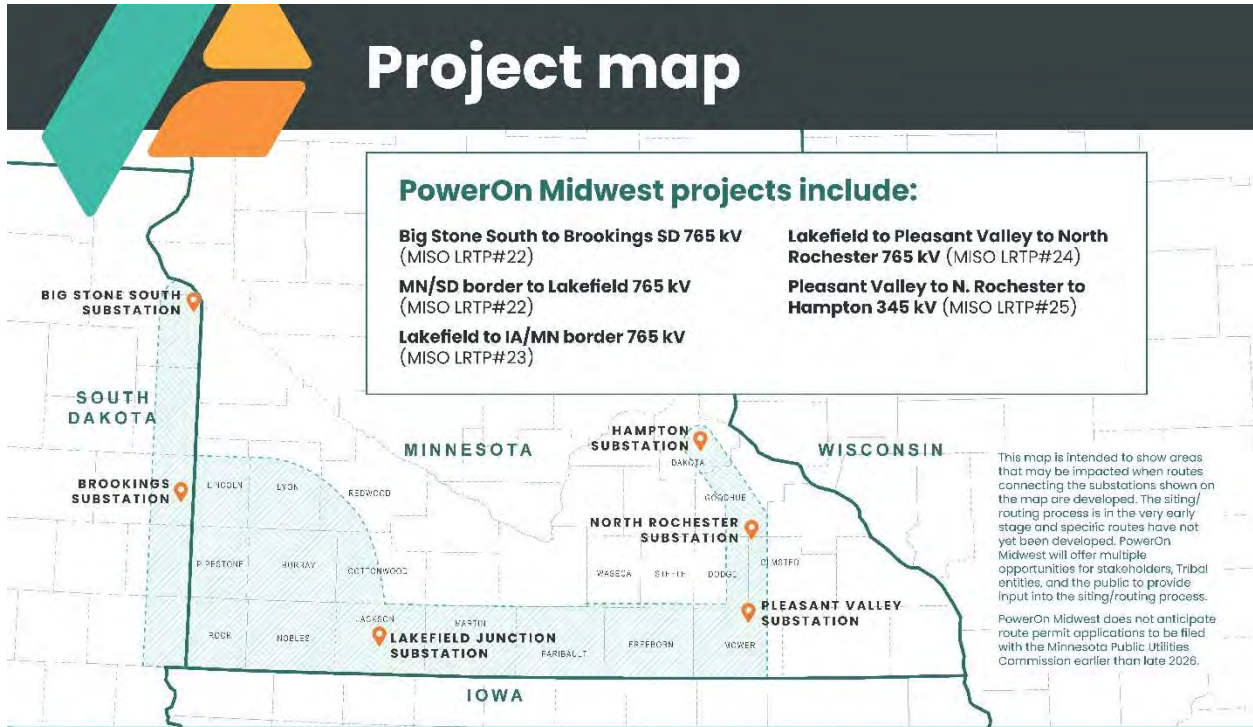 Project map
PowerOn Midwest projects include:
Big Stone South to Brookings SD 765 kV
(MISO LRTP#22)
MN/SD border to Lakefield 765 kV
(MISO LRTP#22)
Lakefield to IA/MN border 765 kV
(MISO LRTP#23)
Lakefield to Pleasant Valley to North
Rochester 765 kV (MISO LRTP#24)
Pleasant Valley to N. Rochester to
Hampton 345 kV (MISO LRTP#25)
BIG STONE SOUTH
SUBSTATION
SOUTH
DAKOTA
MINNESOTA
HAMPTON
SUBSTATION
DAKOTA
WISCONSIN
BROOKINGS
SUBSTATION
LINCOLN
LYON
REDWOOD
GOODHUE
NORTH ROCHESTER
SUBSTATION
PIPESTONE
MURRAY
COTTONWOOD
WASECA
STEELE
DODGE
OLMSTED
PLEASANT VALLEY
SUBSTATION
ROCK
NOBLES
JACKSON
LAKEFIELD JUNCTION
SUBSTATION
MARTIN
FARIBAULT
FREEBORN
MOWER
IOWA
This map is intended to show areas
that may be impacted when routes
connecting the substations shown on
the map are developed. The siting/
routing process is in the very early
stage and specific routes have not
yet been developed. PowerOn
Midwest will offer multiple
opportunities for stakeholders, Tribal
entities, and the public to provide
input into the siting/routing process.
PowerOn Midwest does not anticipate
route permit applications to be filed
with the Minnesota Public Utilities
Commission earlier than late 2026.